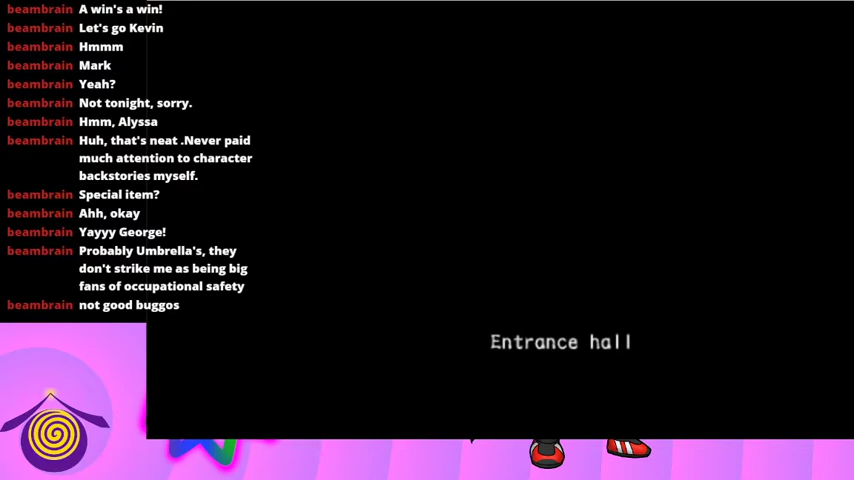 beambrain A win's a win!
beambrain Let's go Kevin
beambrain Hmmm
beambrain Mark
beambrain Yeah?
beambrain Not tonight, sorry.
beambrain Hmm, Alyssa
beambrain Huh, that's neat .Never paid
much attention to character
backstories myself.
beambrain Special item?
beambrain Ahh, okay
beambrain Yayyy George!
beambrain Probably Umbrella's, they
don't strike me as being big
fans of occupational safety
beambrain not good buggos
Entrance hall